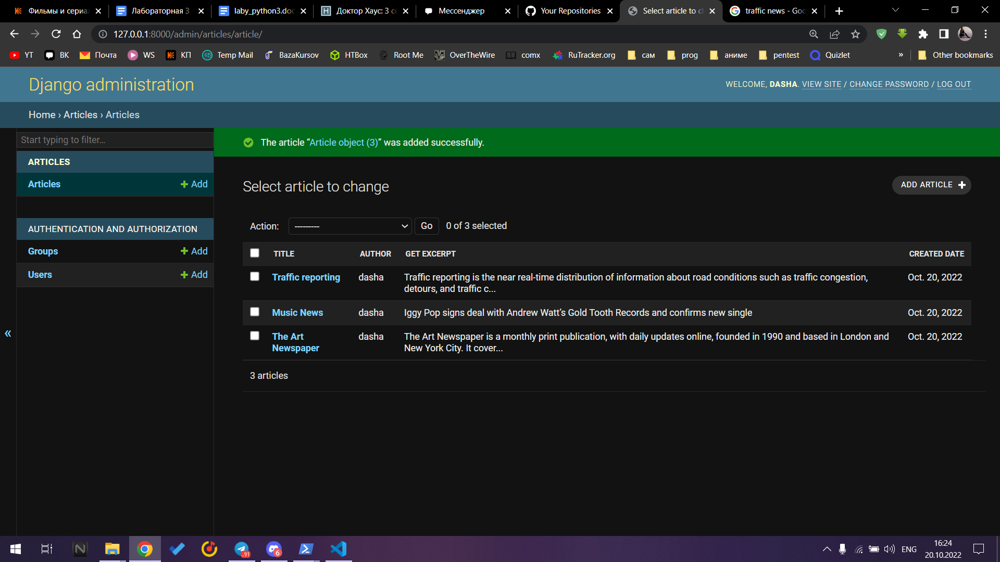 Фильмы и сериал
Лабораторная 3
laby_python3.doc
Доктор Хаус: 3 се
Мессенджер
Your Repositories
Select article to ch
traffic news - Goo
127.0.0.1:8000/admin/articles/article/
YT
ВК
Почта
WS
КП
Temp Mail
BazaKursov
HTBox
Root Me
OverTheWire
comx
RuTracker.org
сам
prog
аниме
pentest
Quizlet
»
Other bookmarks
Django administration
WELCOME, DASHA. VIEW SITE / CHANGE PASSWORD / LOG OUT
Home › Articles › Articles
Start typing to filter...
ARTICLES
Articles
Add
AUTHENTICATION AND AUTHORIZATION
Groups
Add
Users
Add
«
The article “Article object (3)” was added successfully.
Select article to change
ADD ARTICLE
Action:
---------
Go
0 of 3 selected
TITLE AUTHOR GET EXCERPT CREATED DATE
Traffic reporting dasha Traffic reporting is the near real-time distribution of information about road conditions such as traffic congestion, Oct. 20, 2022
detours, and traffic c...
Music News dasha Iggy Pop signs deal with Andrew Watt’s Gold Tooth Records and confirms new single Oct. 20, 2022
The Art dasha The Art Newspaper is a monthly print publication, with daily updates online, founded in 1990 and based in London and Oct. 20, 2022
Newspaper New York City. It cover...
3 articles
..91
6
ENG
16:24
20.10.2022